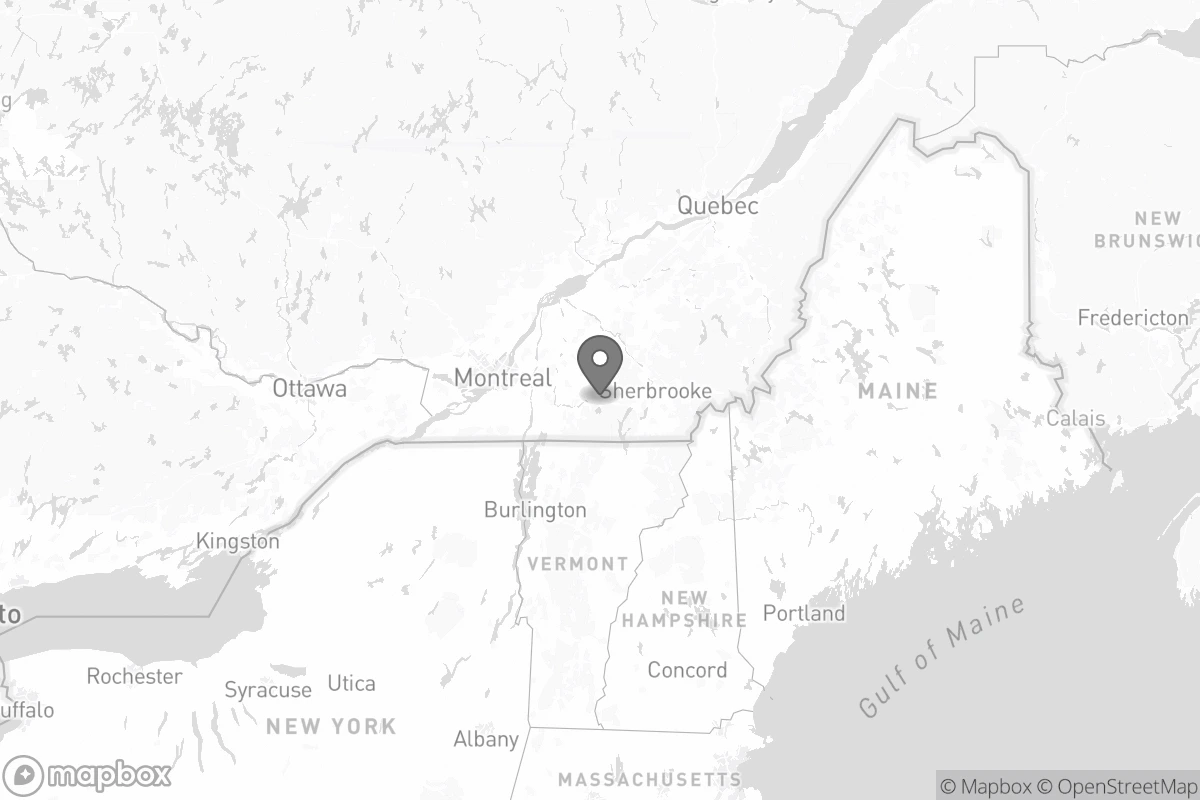 Quebec
NEW
BRUNSWIC
Fredericton
Ottawa
Montreal
Sherbrooke
MAINE
Calais
Burlington
Kingston
VERMONT
NEW
HAMPSHIRE
Portland
to
Gulf of Maine
Rochester
Syracuse
Utica
Concord
uffalo
NEW YORK
Albany
MASSACHUSETTS
mapbox
© Mapbox © OpenStreetMap